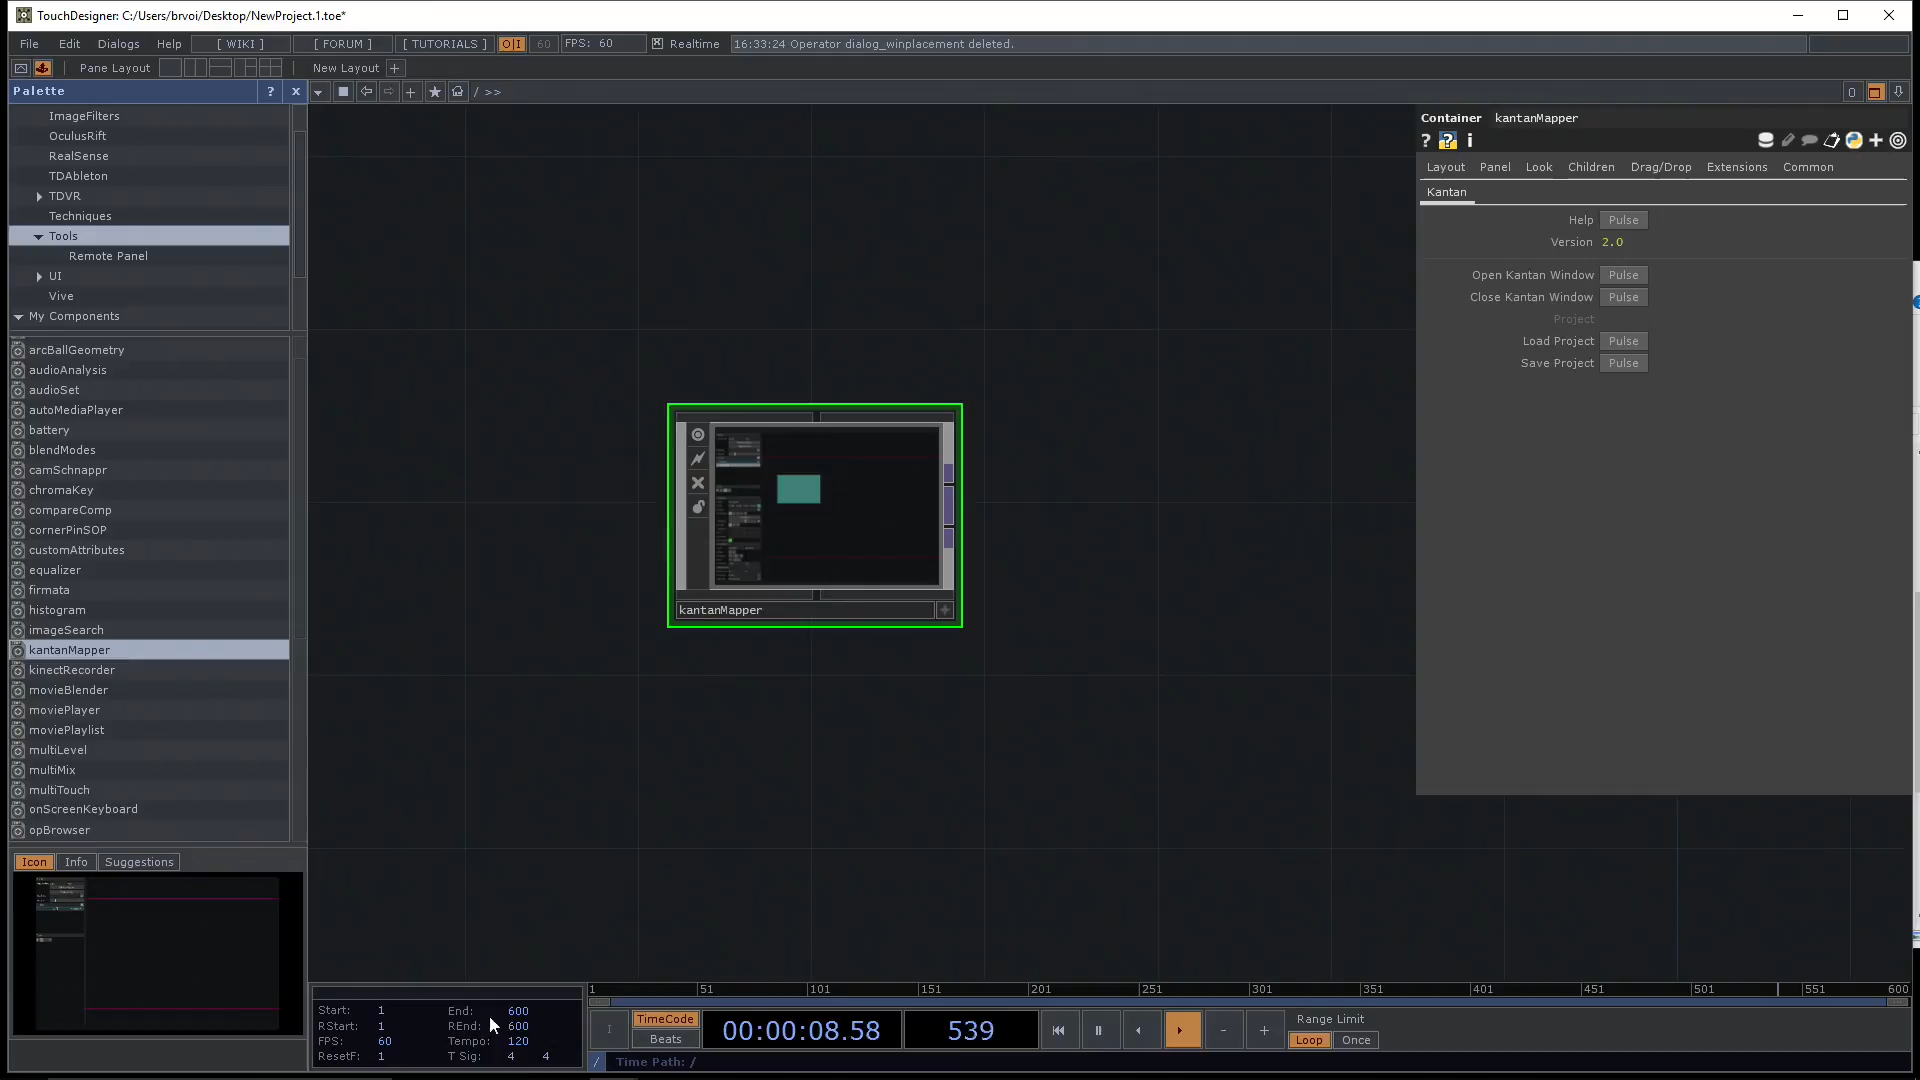 TouchDesigner: C:/Users/brvoi/Desktop/NewProject.1.toe*
File Edit Dialogs Help [ WIKI ] [ FORUM ] [ TUTORIALS ] O|I 60 FPS: 60 Realtime 16:33:24 Operator dialog_winplacement deleted.
Pane Layout New Layout +
Palette ? x / >> 0
ImageFilters
OculusRift
RealSense
TDAbleton
TDVR
Techniques
Tools
Remote Panel
UI
Vive
My Components
arcBallGeometry
audioAnalysis
audioSet
autoMediaPlayer
battery
blendModes
camSchnappr
chromaKey
compareComp
cornerPinSOP
customAttributes
equalizer
firmata
histogram
imageSearch
kantanMapper
kinectRecorder
movieBlender
moviePlayer
moviePlaylist
multiLevel
multiMix
multiTouch
onScreenKeyboard
opBrowser
Icon Info Suggestions
kantanMapper
Container kantanMapper
? ? i
Layout Panel Look Children Drag/Drop Extensions Common
Kantan
Help Pulse
Version 2.0
Open Kantan Window Pulse
Close Kantan Window Pulse
Project
Load Project Pulse
Save Project Pulse
1 51 101 151 201 251 301 351 401 451 501 551 600
Start: 1 End: 600
RStart: 1 REnd: 600
FPS: 60 Tempo: 120
ResetF: 1 T Sig: 4 4
I TimeCode Beats 00:00:08.58 539 - + Range Limit
Loop Once
/ Time Path: /